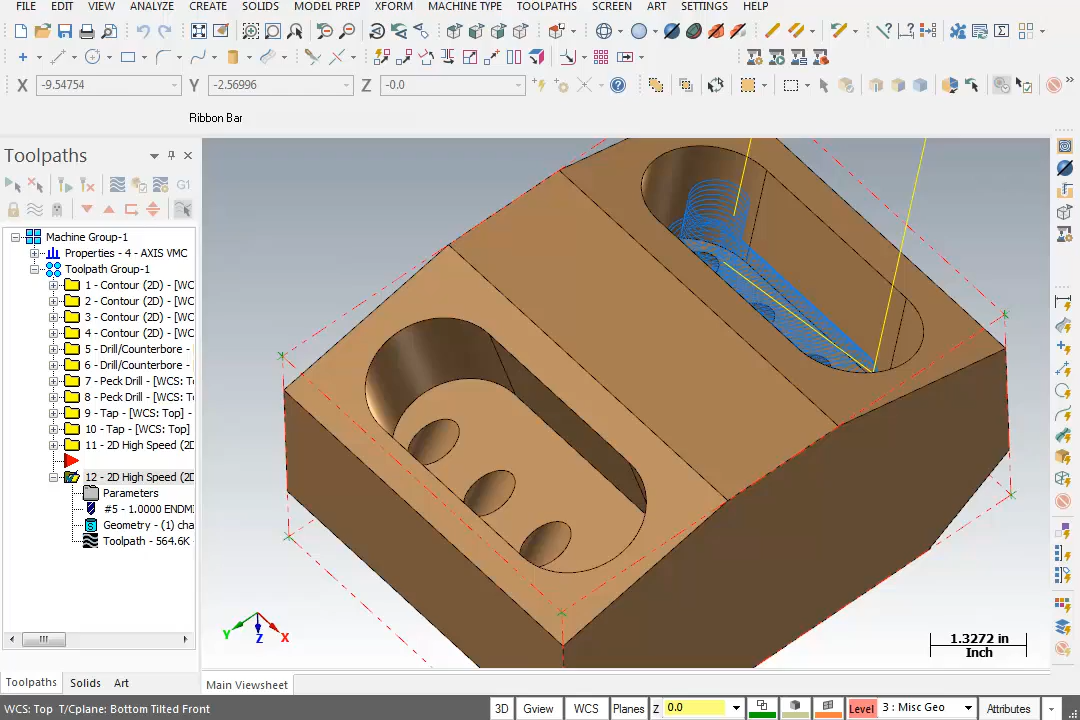 FILE EDIT VIEW ANALYZE CREATE SOLIDS MODEL PREP XFORM MACHINE TYPE TOOLPATHS SCREEN ART SETTINGS HELP
X -9.54754 Y -2.56996 Z -0.0
Ribbon Bar
Toolpaths
G1
Machine Group-1
Properties - 4 - AXIS VMC
Toolpath Group-1
1 - Contour (2D) - [WC
2 - Contour (2D) - [WC
3 - Contour (2D) - [WC
4 - Contour (2D) - [WC
5 - Drill/Counterbore -
6 - Drill/Counterbore -
7 - Peck Drill - [WCS: T
8 - Peck Drill - [WCS: T
9 - Tap - [WCS: Top] -
10 - Tap - [WCS: Top]
11 - 2D High Speed (2D
12 - 2D High Speed (2D
Parameters
#5 - 1.0000 ENDMI
Geometry - (1) cha
Toolpath - 564.6K
Y Z X
1.3272 in
Inch
Toolpaths Solids Art
Main Viewsheet
WCS: Top T/Cplane: Bottom Tilted Front
3D Gview WCS Planes Z 0.0 Level 3 : Misc Geo Attributes